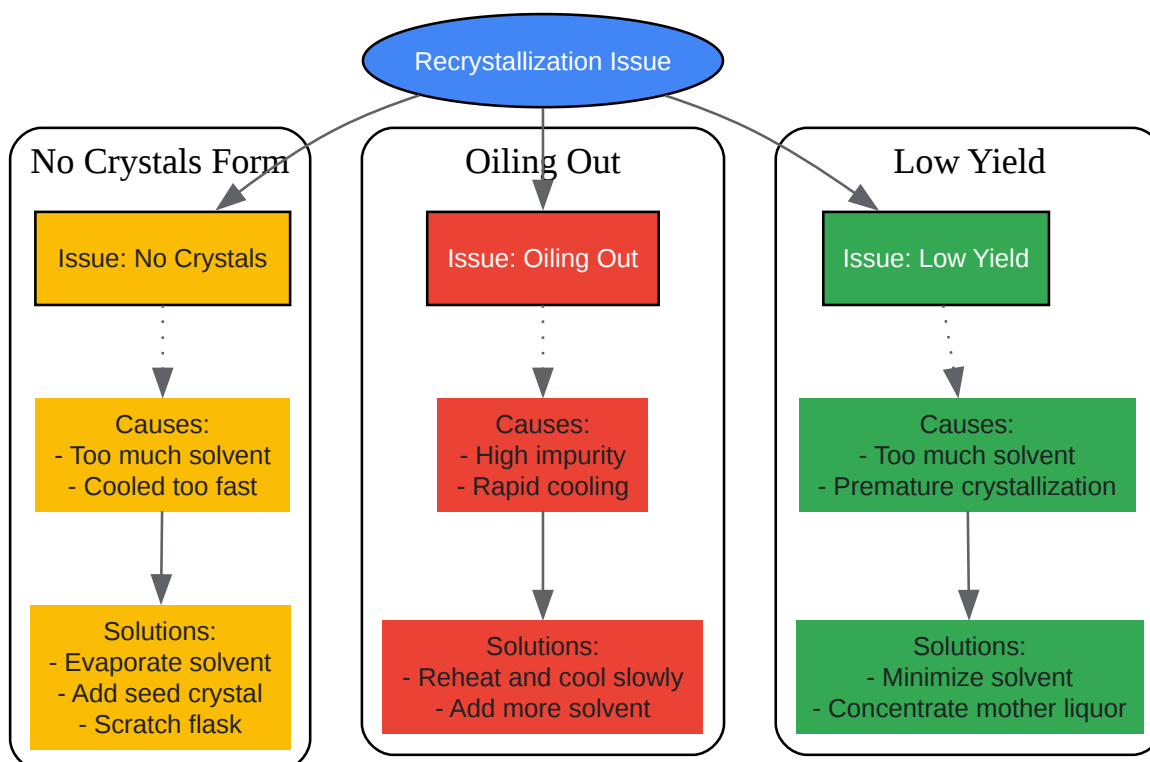 Recrystallization Issue
No Crystals Form
Issue: No Crystals
Causes:
- Too much solvent
- Cooled too fast
Solutions:
- Evaporate solvent
- Add seed crystal
- Scratch flask
Oiling Out
Issue: Oiling Out
Causes:
- High impurity
- Rapid cooling
Solutions:
- Reheat and cool slowly
- Add more solvent
Low Yield
Issue: Low Yield
Causes:
- Too much solvent
- Premature crystallization
Solutions:
- Minimize solvent
- Concentrate mother liquor